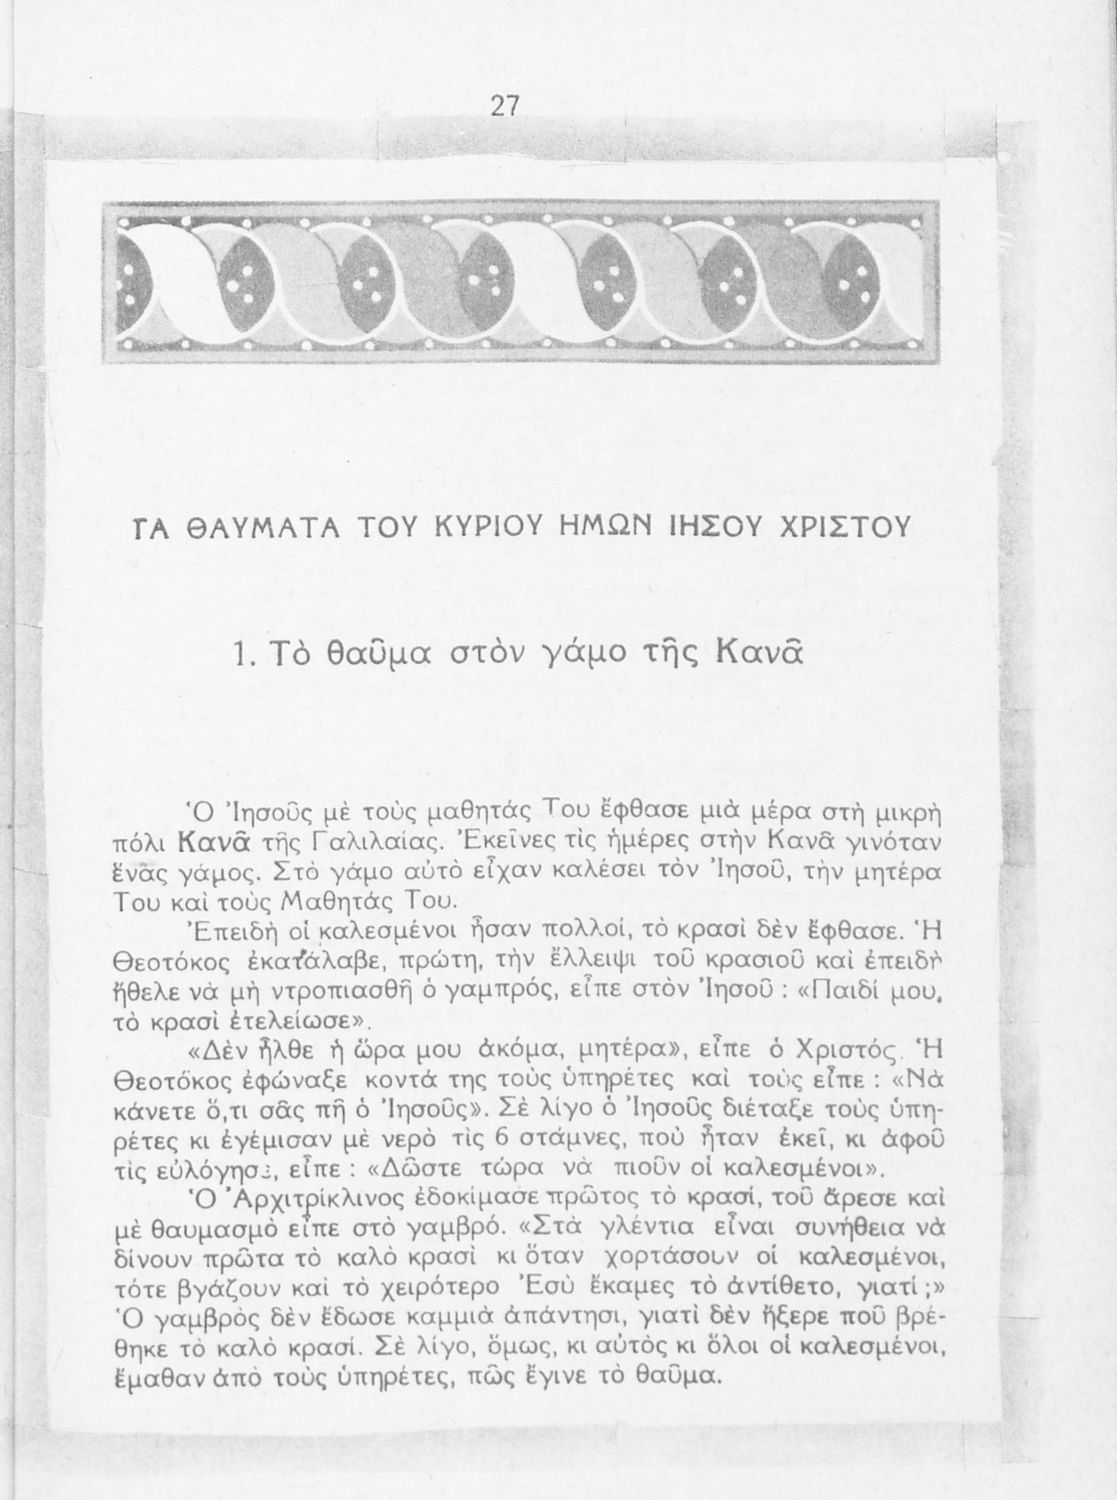 27
ΤΑ ΘΑΥΜΑΤΑ ΤΟΥ ΚΥΡΙΟΥ ΗΜΩΝ ΙΗΣΟΥ ΧΡΙΣΤΟΥ
1. Τὸ θαῦμα στὸν γάμο τῆς Κανᾶ
Ὁ Ἰησοῦς μὲ τοὺς μαθητάς Του ἔφθασε μιὰ μέρα στὴ μικρὴ
πόλι Κανᾶ τῆς Γαλιλαίας. Ἐκεῖνες τὶς ἡμέρες στὴν Κανᾶ γινόταν
ἕνας γάμος. Στὸ γάμο αὐτὸ εἶχαν καλέσει τὸν Ἰησοῦ, τὴν μητέρα
Του καὶ τοὺς Μαθητάς Του.
Ἐπειδὴ οἱ καλεσμένοι ἦσαν πολλοί, τὸ κρασὶ δὲν ἔφθασε. Ἡ
Θεοτόκος ἐκατάλαβε, πρώτη, τὴν ἔλλειψι τοῦ κρασιοῦ καὶ ἐπειδὴ
ἤθελε νὰ μὴ ντροπιασθῆ ὁ γαμπρός, εἶπε στὸν Ἰησοῦ : «Παιδί μου,
τὸ κρασὶ ἐτελείωσε».
«Δὲν ἦλθε ἡ ὥρα μου ἀκόμα, μητέρα», εἶπε ὁ Χριστός. Ἡ
Θεοτόκος ἐφώναξε κοντά της τοὺς ὑπηρέτες καὶ τοὺς εἶπε : «Νὰ
κάνετε ὅ,τι σᾶς πῆ ὁ Ἰησοῦς». Σὲ λίγο ὁ Ἰησοῦς διέταξε τοὺς ὑπη-
ρέτες κι ἐγέμισαν μὲ νερὸ τὶς 6 στάμνες, ποὺ ἦταν ἐκεῖ, κι ἀφοῦ
τὶς εὐλόγησε, εἶπε : «Δῶστε τώρα νὰ πιοῦν οἱ καλεσμένοι».
Ὁ Ἀρχιτρίκλινος ἐδοκίμασε πρῶτος τὸ κρασί, τοῦ ἄρεσε καὶ
μὲ θαυμασμὸ εἶπε στὸ γαμβρό. «Στὰ γλέντια εἶναι συνήθεια νὰ
δίνουν πρῶτα τὸ καλὸ κρασὶ κι ὅταν χορτάσουν οἱ καλεσμένοι,
τότε βγάζουν καὶ τὸ χειρότερο Ἐσὺ ἔκαμες τὸ ἀντίθετο, γιατί ;»
Ὁ γαμβρὸς δὲν ἔδωσε καμμιὰ ἀπάντησι, γιατὶ δὲν ἤξερε ποῦ βρέ-
θηκε τὸ καλὸ κρασί. Σὲ λίγο, ὅμως, κι αὐτὸς κι ὅλοι οἱ καλεσμένοι,
ἔμαθαν ἀπὸ τοὺς ὑπηρέτες, πῶς ἔγινε τὸ θαῦμα.